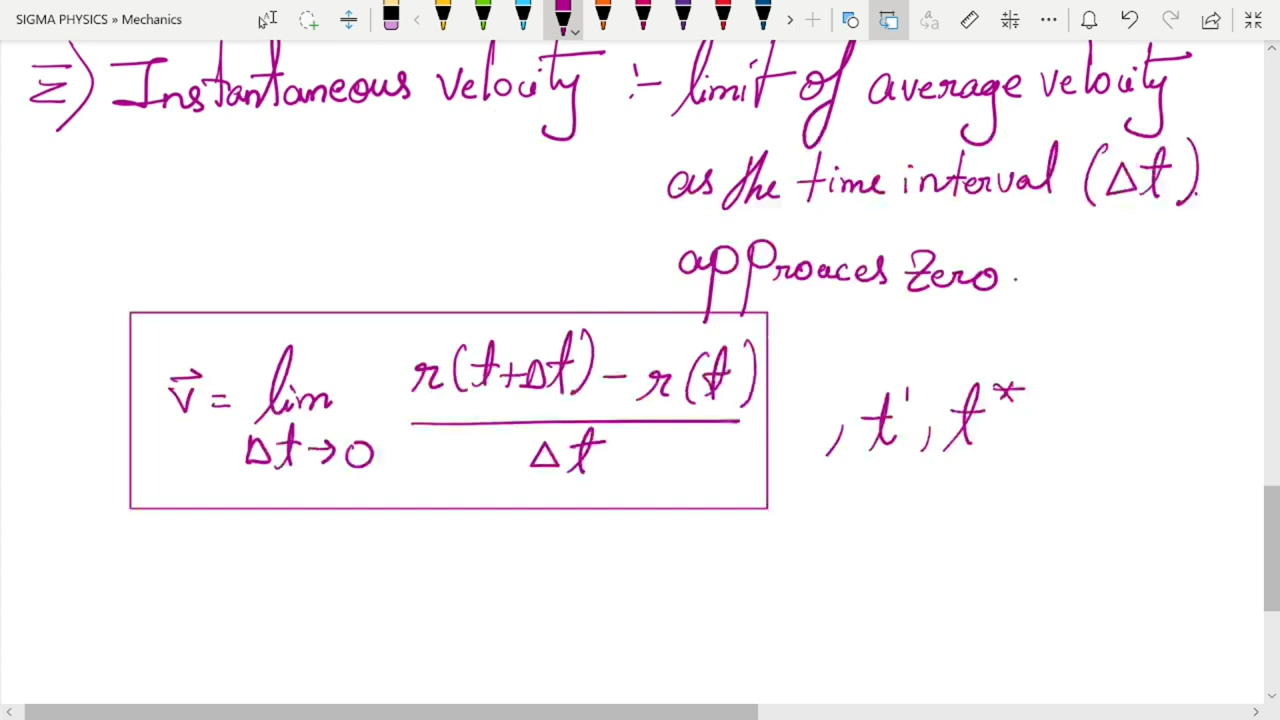 SIGMA PHYSICS » Mechanics
Ξ) Instantaneous velocity :- limit of average velocity
as the time interval (Δt).
approaces Zero.
v⃗ = lim Δt→0 r(t+Δt) - r(t) / Δt , t', t*